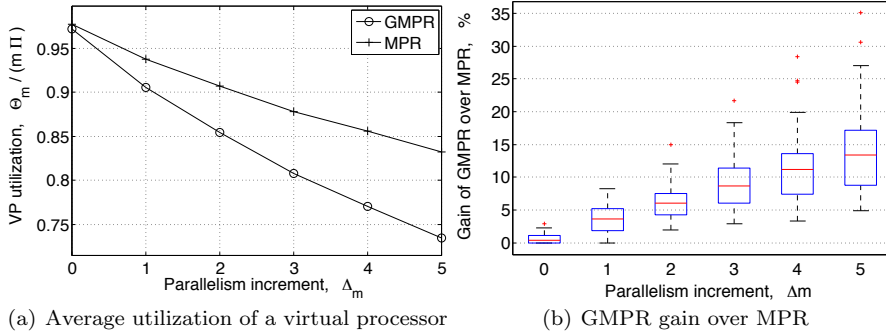 GMPR
MPR
0.95
0.9
0.85
0.8
0.75
VP utilization, Θm / (m Π)
0 1 2 3 4 5
Parallelism increment, Δm
(a) Average utilization of a virtual processor
35
30
25
20
15
10
5
0
Gain of GMPR over MPR, %
0 1 2 3 4 5
Parallelism increment, Δm
(b) GMPR gain over MPR